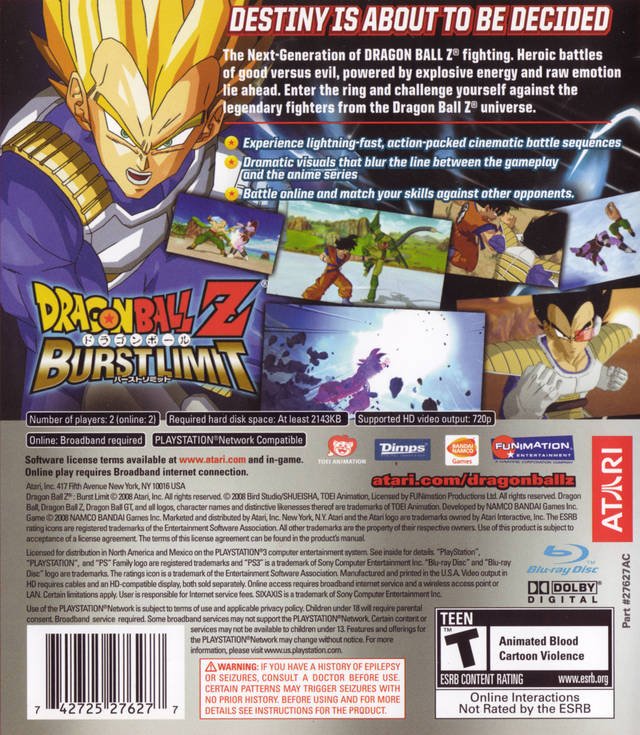 DESTINY IS ABOUT TO BE DECIDED
The Next-Generation of DRAGON BALL Z® fighting. Heroic battles
of good versus evil, powered by explosive energy and raw emotion
lie ahead. Enter the ring and challenge yourself against the
legendary fighters from the Dragon Ball Z® universe.
Experience lightning-fast, action-packed cinematic battle sequences
Dramatic visuals that blur the line between the gameplay
and the anime series
Battle online and match your skills against other opponents.
DRAGON BALL Z®
ドラゴンボール
BURST LIMIT
バーストリミット
Number of players: 2 (online: 2)
Required hard disk space: At least 2143KB
Supported HD video output: 720p
Online: Broadband required
PLAYSTATION®Network Compatible
TOEI ANIMATION
Dimps
BANDAI
NAMCO
Games
FUNIMATION
ENTERTAINMENT
A NAVARRE CORPORATION COMPANY
Software license terms available at www.atari.com and in-game.
Online play requires Broadband internet connection.
atari.com/dragonballz
Atari, Inc. 417 Fifth Avenue New York, NY 10016 USA
Dragon Ball Z® : Burst Limit © 2008 Atari, Inc. All rights reserved. © 2008 Bird Studio/SHUEISHA, TOEI Animation, Licensed by FUNimation Productions Ltd. All rights reserved. Dragon
Ball, Dragon Ball Z, Dragon Ball GT, and all logos, character names and distinctive likenesses thereof are trademarks of TOEI Animation. Developed by NAMCO BANDAI Games Inc.
Game © 2008 NAMCO BANDAI Games Inc. Marketed and distributed by Atari, Inc. New York, N.Y. Atari and the Atari logo are trademarks owned by Atari Interactive, Inc. The ESRB
rating icons are registered trademarks of the Entertainment Software Association. All other trademarks are the property of their respective owners. Use of this product is subject to
acceptance of a license agreement. The terms of this license agreement can be found in the product's manual.
Licensed for distribution in North America and Mexico on the PLAYSTATION®3 computer entertainment system. See inside for details. "PlayStation",
"PLAYSTATION", and "PS" Family logo are registered trademarks and "PS3" is a trademark of Sony Computer Entertainment Inc. "Blu-ray Disc" and "Blu-ray
Disc" logo are trademarks. The ratings icon is a trademark of the Entertainment Software Association. Manufactured and printed in the U.S.A. Video output in
HD requires cables and an HD-compatible display, both sold separately. Online access requires broadband internet service and a wireless access point or
LAN. Certain limitations apply. User is responsible for Internet service fees. SIXAXIS is a trademark of Sony Computer Entertainment Inc.
Use of the PLAYSTATION®Network is subject to terms of use and applicable privacy policy. Children under 18 will require parental
consent. Broadband service required. Some broadband services may not support the PLAYSTATION®Network. Certain content or
services may not be available to children under 13. Features and offerings for
the PLAYSTATION®Network may change without notice. For more
information, please visit www.us.playstation.com.
ATARI
Blu-ray Disc™
DOLBY
DIGITAL
Part #27627AC
7 42725 27627 7
WARNING: IF YOU HAVE A HISTORY OF EPILEPSY
OR SEIZURES, CONSULT A DOCTOR BEFORE USE.
CERTAIN PATTERNS MAY TRIGGER SEIZURES WITH
NO PRIOR HISTORY. BEFORE USING AND FOR MORE
DETAILS SEE INSTRUCTIONS FOR THE PRODUCT.
TEEN
T
Animated Blood
Cartoon Violence
ESRB CONTENT RATING
www.esrb.org
Online Interactions
Not Rated by the ESRB